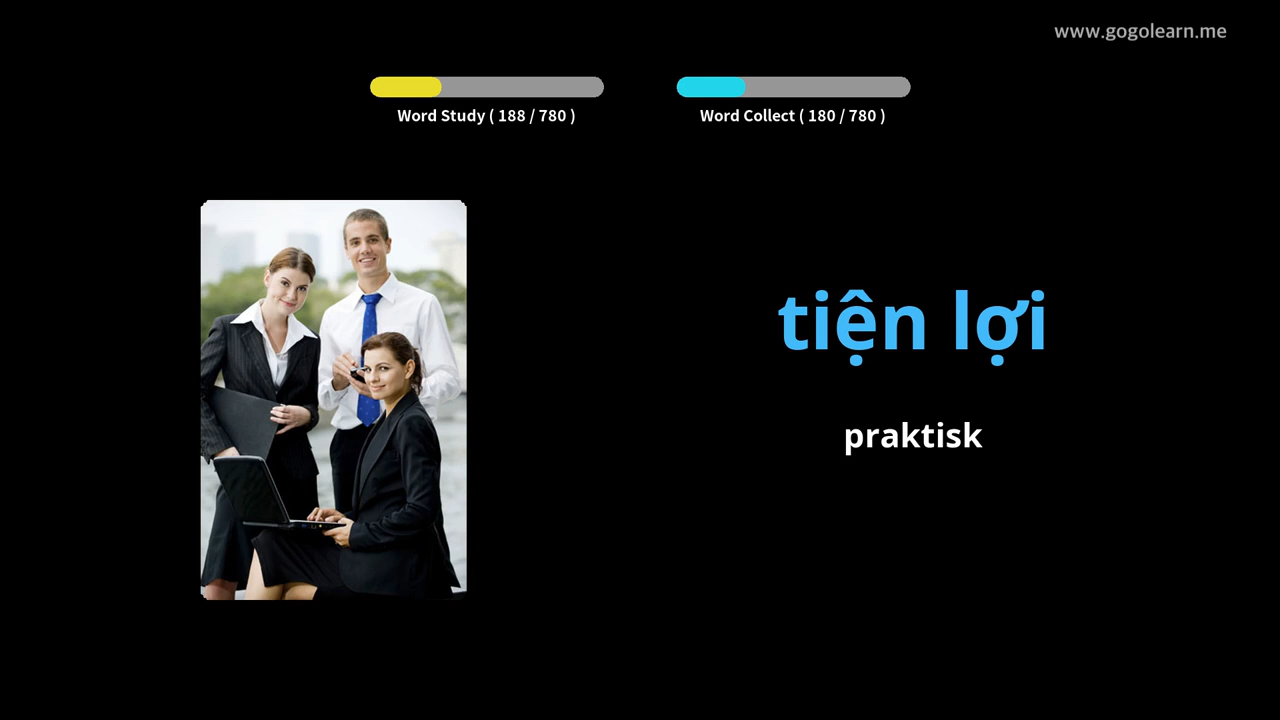 www.gogolearn.me
Word Study ( 188 / 780 )
Word Collect ( 180 / 780 )
tiện lợi
praktisk